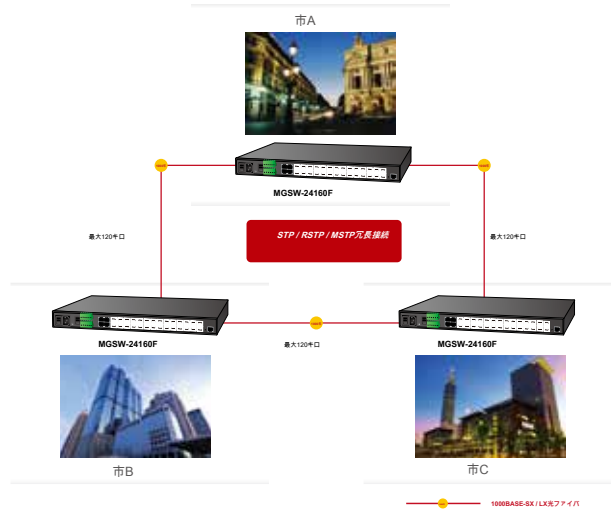 市A
MGSW-24160F
最大120キロ
STP / RSTP / MSTP冗長接続
最大120キロ
MGSW-24160F
最大120キロ
MGSW-24160F
市B
市C
1000BASE-SX / LX光ファイバ